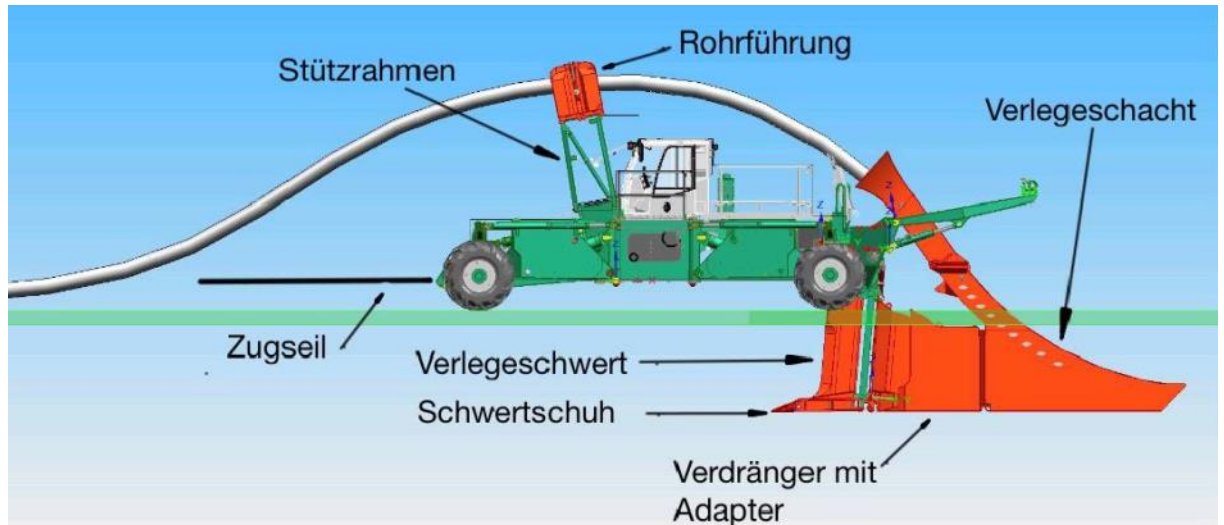 Rohrführung
Stützrahmen
Verlegeschacht
Zugseil
Verlegeschwert
Schwertschuh
Verdränger mit
Adapter